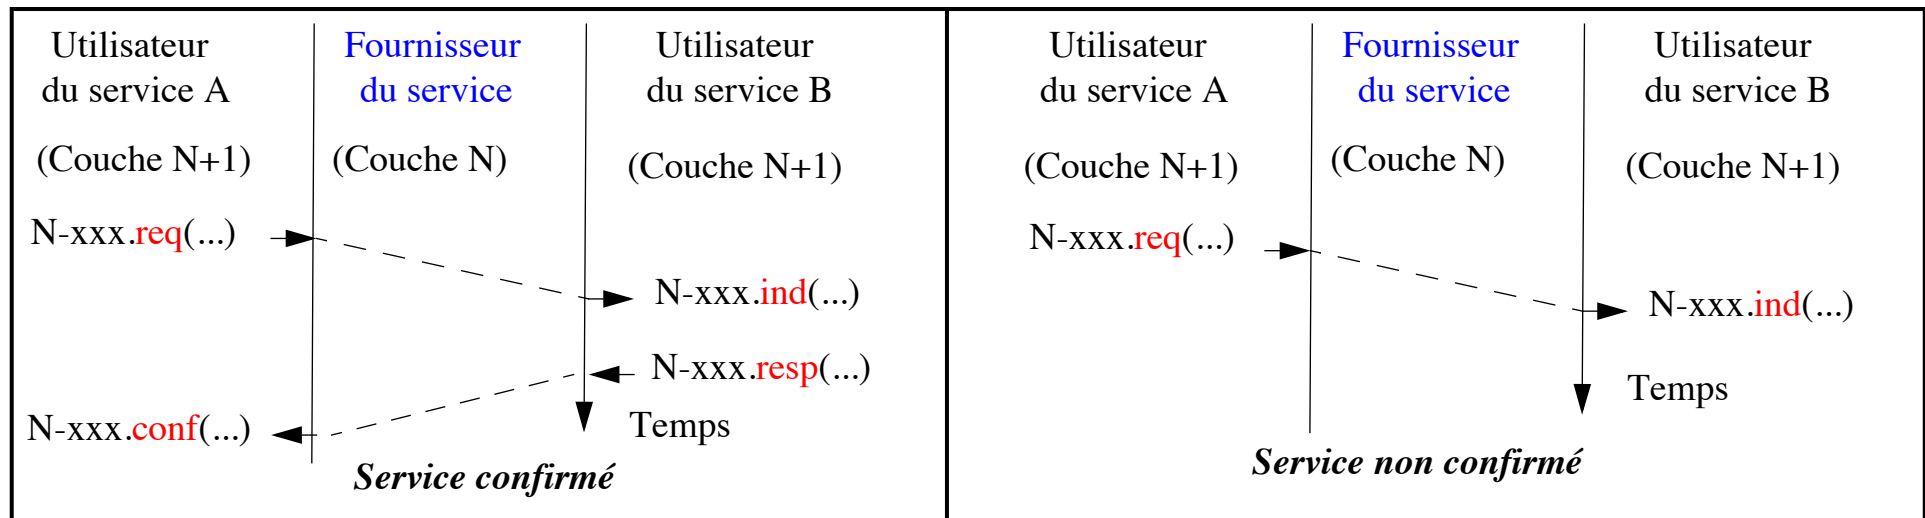 Utilisateur
du service A
Fournisseur
du service
Utilisateur
du service B
(Couche N+1)
(Couche N)
(Couche N+1)
N-xxx.req(...)
N-xxx.ind(...)
N-xxx.resp(...)
N-xxx.conf(...)
Temps
Service confirmé
Utilisateur
du service A
Fournisseur
du service
Utilisateur
du service B
(Couche N+1)
(Couche N)
(Couche N+1)
N-xxx.req(...)
N-xxx.ind(...)
Temps
Service non confirmé